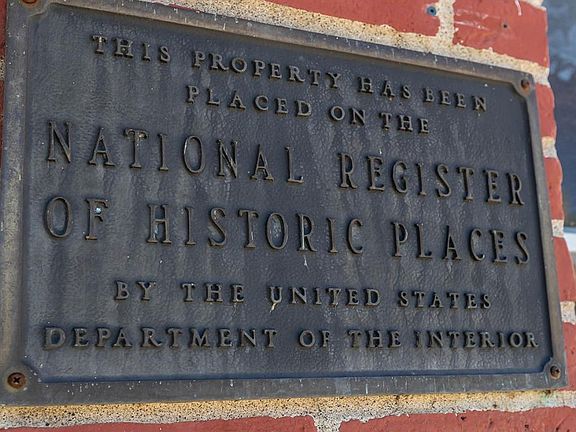 THIS PROPERTY HAS BEEN
PLACED ON THE
NATIONAL REGISTER
OF HISTORIC PLACES
BY THE UNITED STATES
DEPARTMENT OF THE INTERIOR